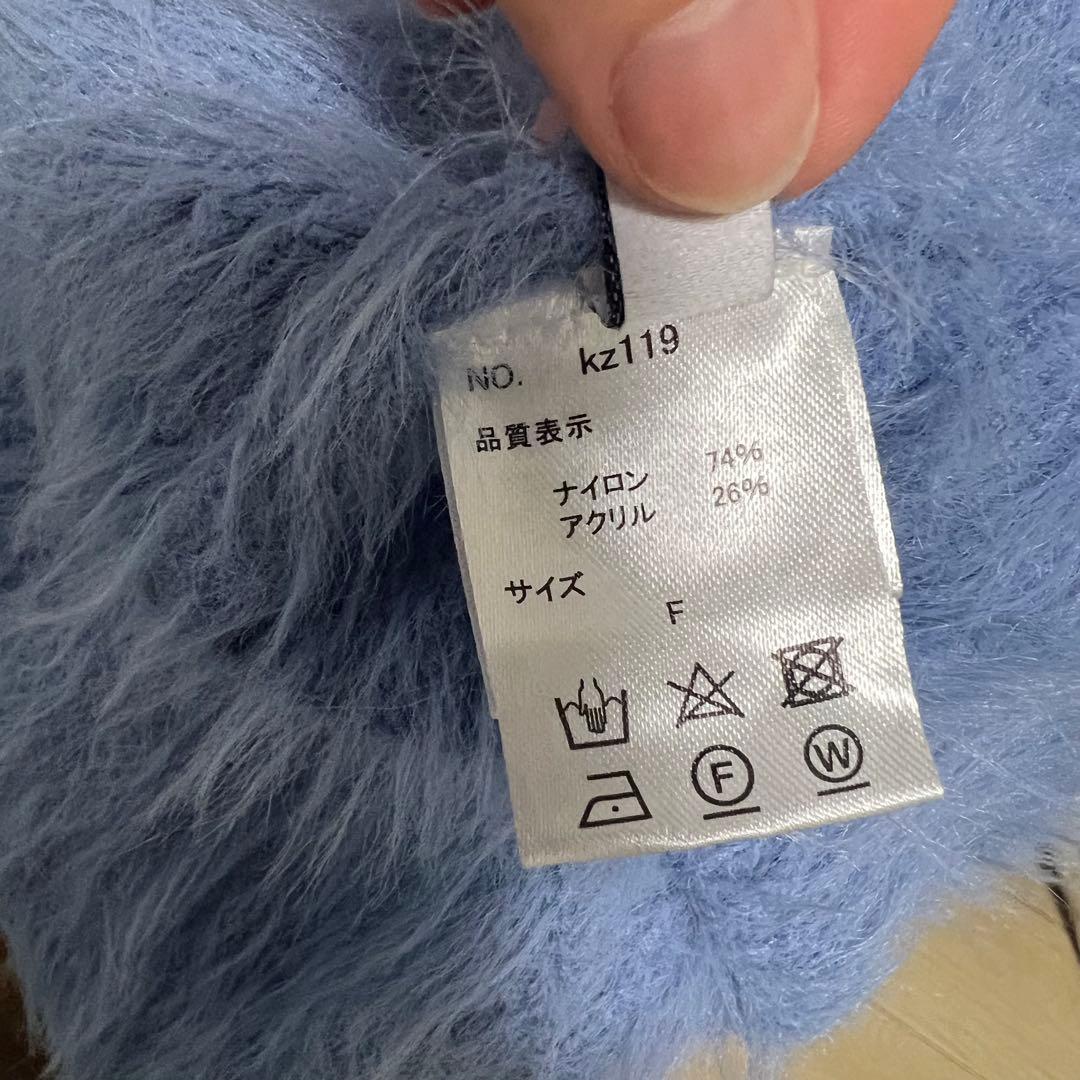 NO. kz119
品質表示
ナイロン 74%
アクリル 26%
サイズ
F
F W